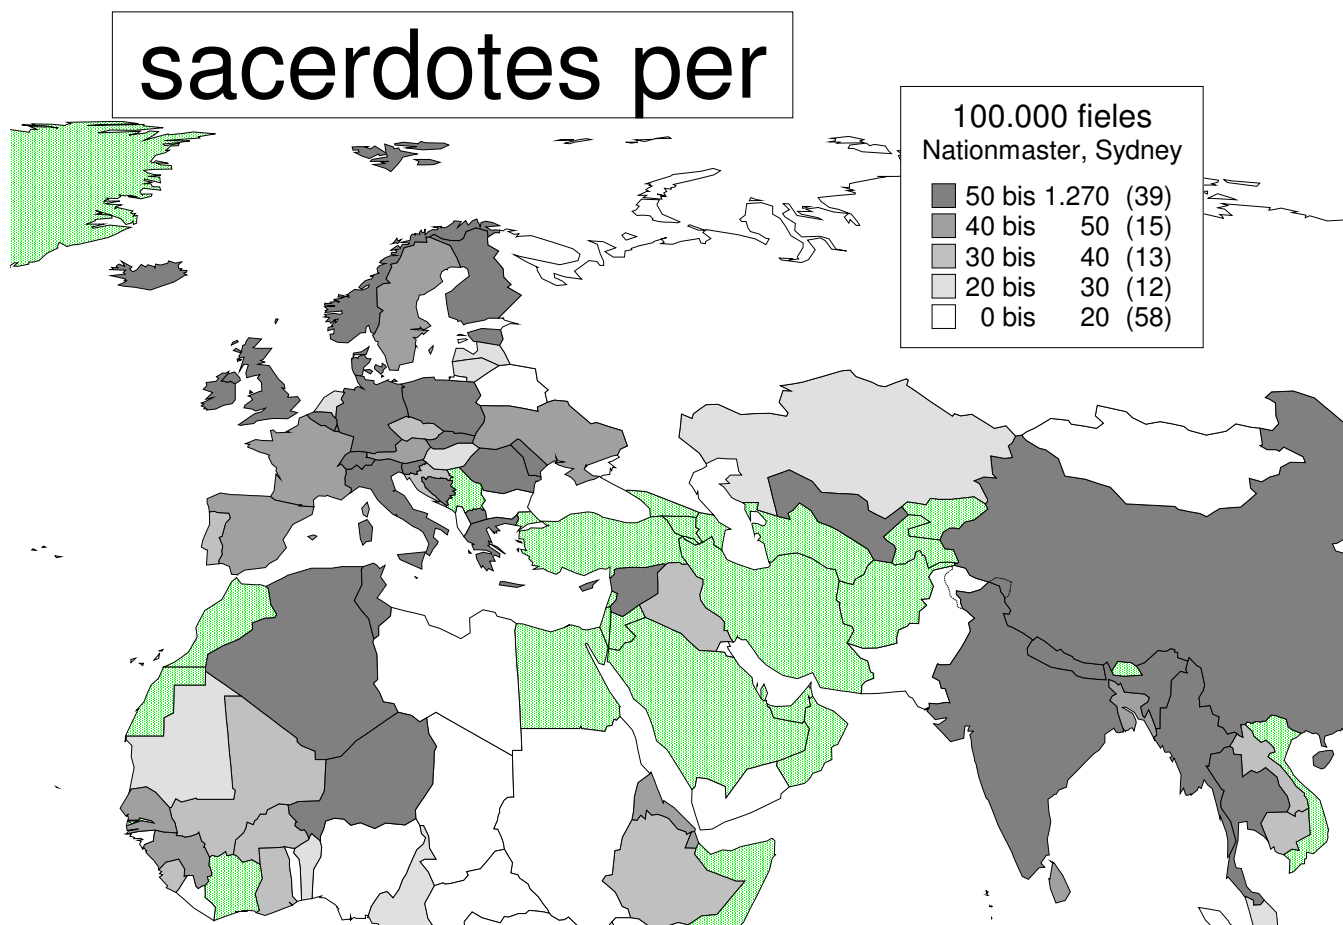 sacerdotes per
100.000 fieles
Nationmaster, Sydney
50 bis 1.270 (39)
40 bis 50 (15)
30 bis 40 (13)
20 bis 30 (12)
0 bis 20 (58)